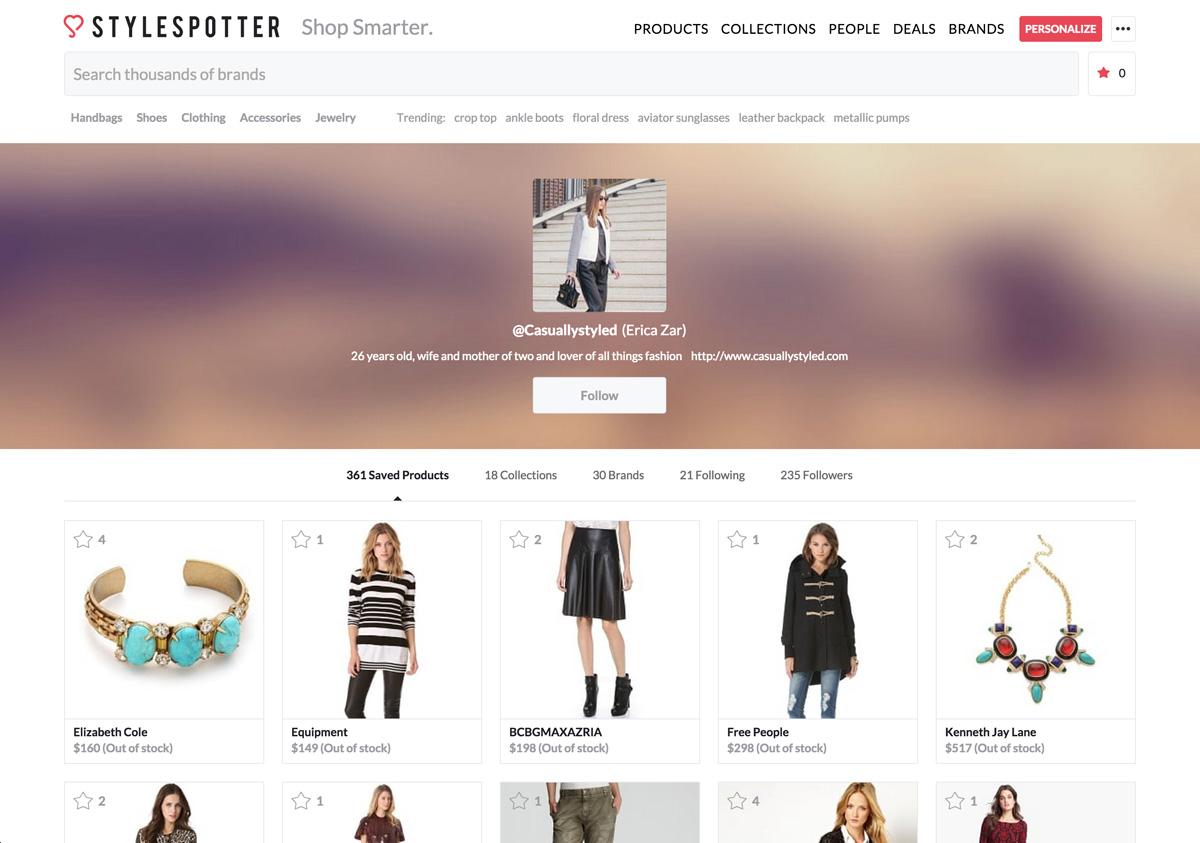 STYLESPOTTER Shop Smarter.
PRODUCTS COLLECTIONS PEOPLE DEALS BRANDS PERSONALIZE •••
Search thousands of brands
0
Handbags Shoes Clothing Accessories Jewelry Trending: crop top ankle boots floral dress aviator sunglasses leather backpack metallic pumps
@Casuallystyled (Erica Zar)
26 years old, wife and mother of two and lover of all things fashion http://www.casuallystyled.com
Follow
361 Saved Products 18 Collections 30 Brands 21 Following 235 Followers
4
Elizabeth Cole
$160 (Out of stock)
1
Equipment
$149 (Out of stock)
2
BCBGMAXAZRIA
$198 (Out of stock)
1
Free People
$298 (Out of stock)
2
Kenneth Jay Lane
$517 (Out of stock)
2
1
1
4
1